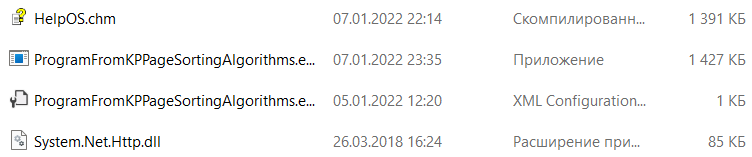 HelpOS.chm 07.01.2022 22:14 Скомпилированн... 1 391 КБ
ProgramFromKPPageSortingAlgorithms.e... 07.01.2022 23:35 Приложение 1 427 КБ
ProgramFromKPPageSortingAlgorithms.e... 05.01.2022 12:20 XML Configuration... 1 КБ
System.Net.Http.dll 26.03.2018 16:24 Расширение при... 85 КБ